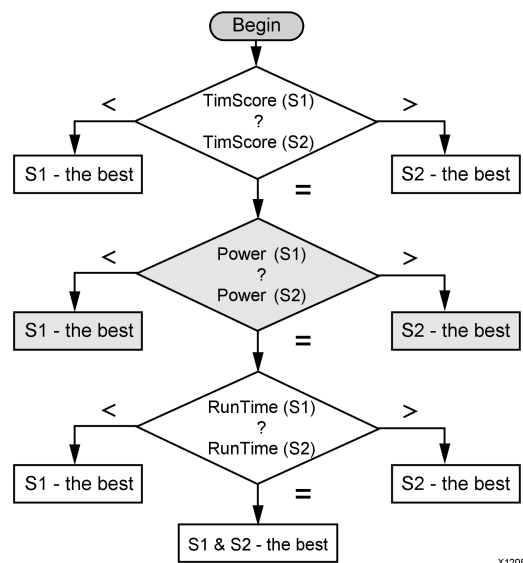 Begin
< TimScore (S1) >
?
TimScore (S2)
S1 - the best S2 - the best
=
< Power (S1) >
?
Power (S2)
S1 - the best S2 - the best
=
< RunTime (S1) >
?
RunTime (S2)
S1 - the best S2 - the best
=
S1 & S2 - the best
X1208